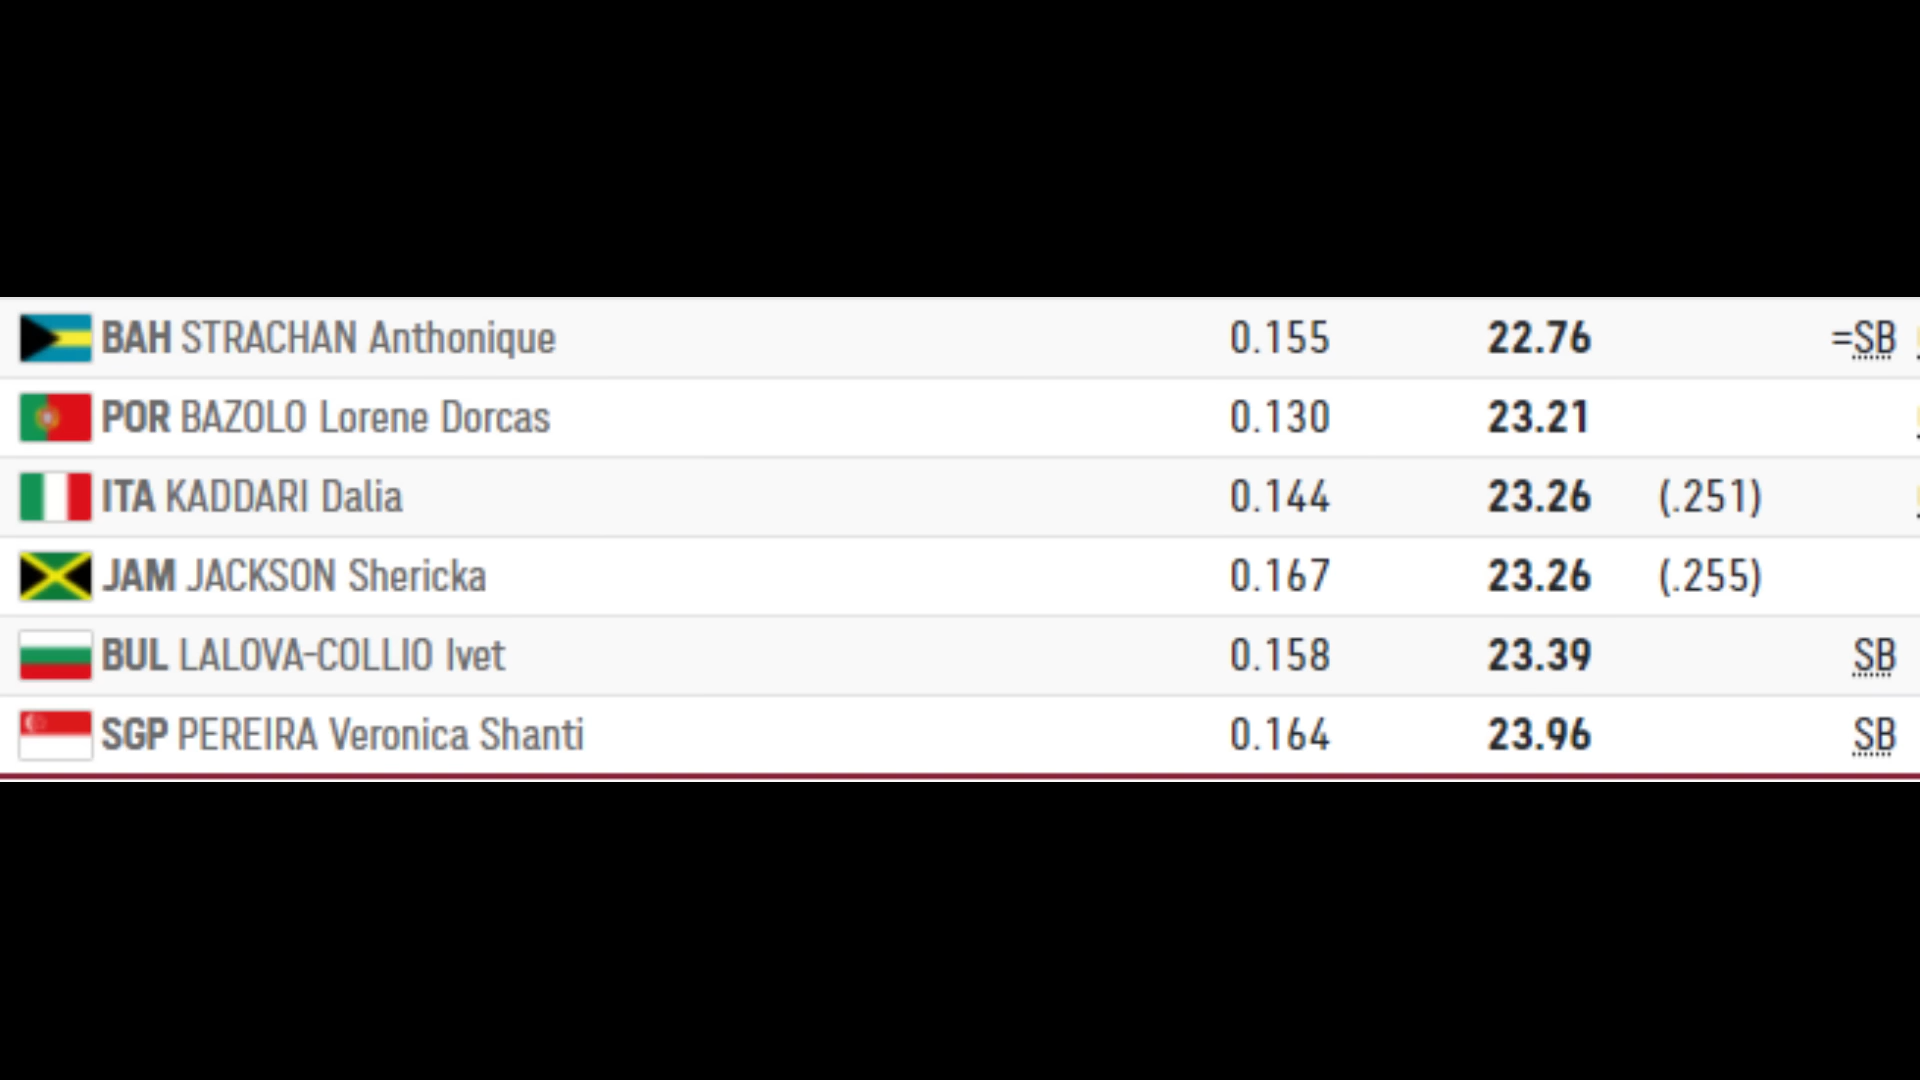 BAH STRACHAN Anthonique 0.155 22.76 =SB
POR BAZOLO Lorene Dorcas 0.130 23.21
ITA KADDARI Dalia 0.144 23.26 (.251)
JAM JACKSON Shericka 0.167 23.26 (.255)
BUL LALOVA-COLLIO Ivet 0.158 23.39 SB
SGP PEREIRA Veronica Shanti 0.164 23.96 SB